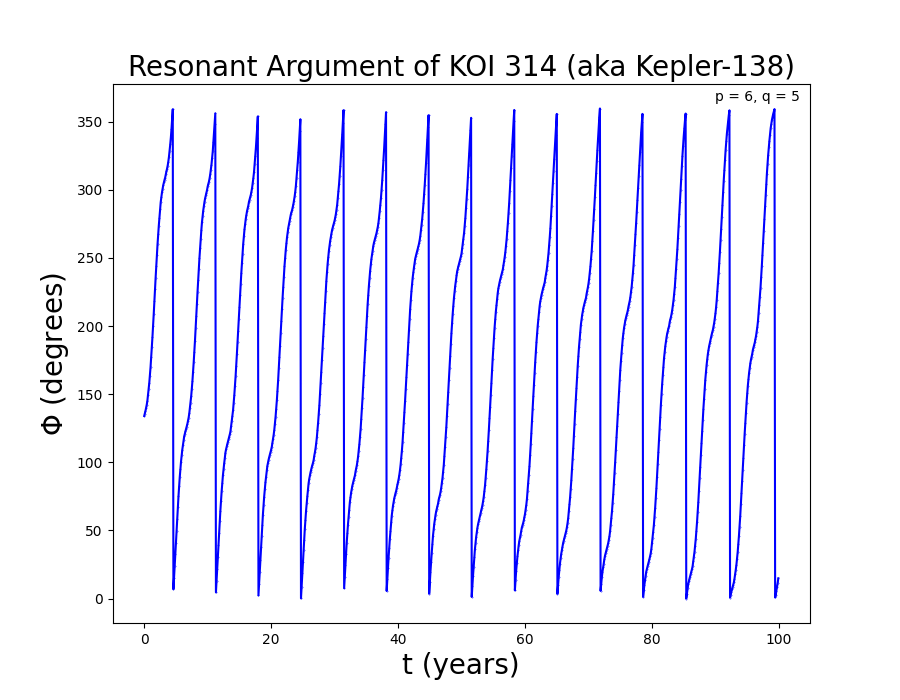 Resonant Argument of KOI 314 (aka Kepler-138)
p = 6, q = 5
350
300
250
200
150
100
50
0
Φ (degrees)
0 20 40 60 80 100
t (years)